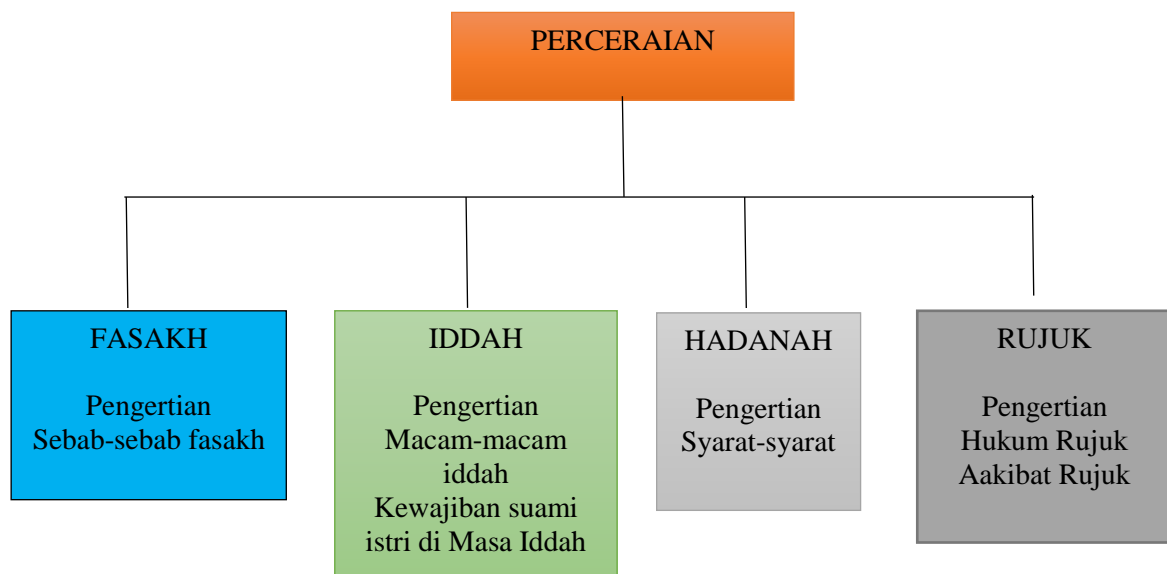 PERCERAIAN
FASAKH
Pengertian
Sebab-sebab fasakh
IDDAH
Pengertian
Macam-macam
iddah
Kewajiban suami
istri di Masa Iddah
HADANAH
Pengertian
Syarat-syarat
RUJUK
Pengertian
Hukum Rujuk
Aakibat Rujuk